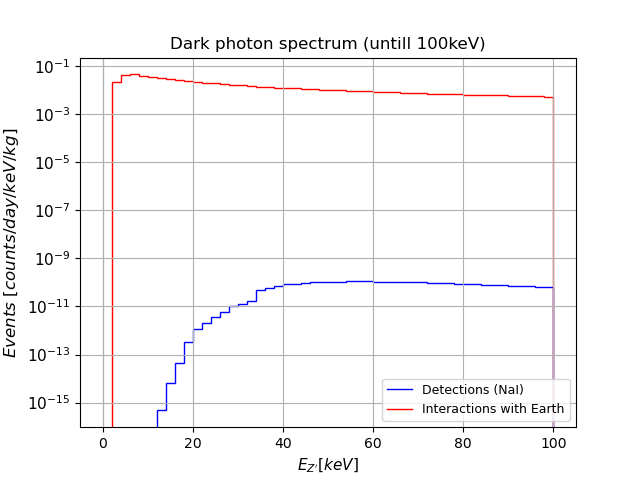 Dark photon spectrum (untill 100keV)
Events [counts/day/keV/kg]
10⁻¹
10⁻³
10⁻⁵
10⁻⁷
10⁻⁹
10⁻¹¹
10⁻¹³
10⁻¹⁵
Detections (NaI)
Interactions with Earth
0 20 40 60 80 100
E_{Z'}[keV]